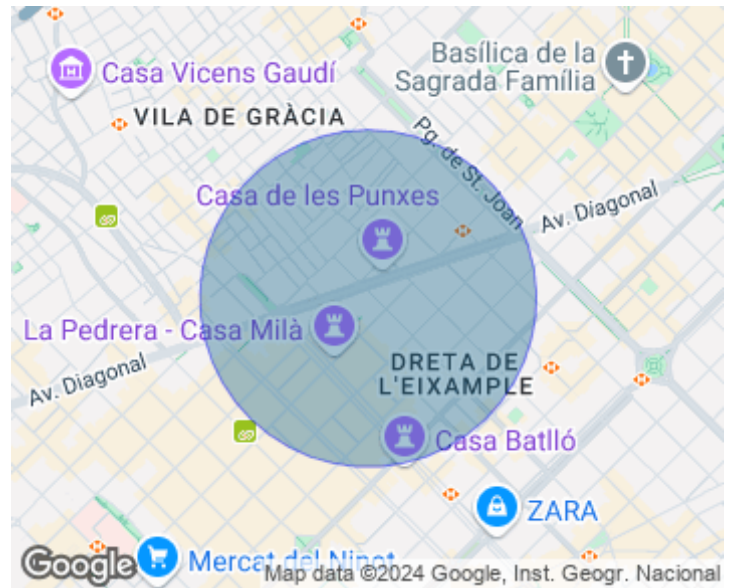 Casa Vicens Gaudí
Basílica de la
Sagrada Família
VILA DE GRÀCIA
Pg. de St. Joan
Casa de les Punxes
Av. Diagonal
La Pedrera - Casa Milà
DRETA DE
L'EIXAMPLE
Av. Diagonal
Casa Batlló
ZARA
Google
Mercat del Ninot
Map data ©2024 Google, Inst. Geogr. Nacional